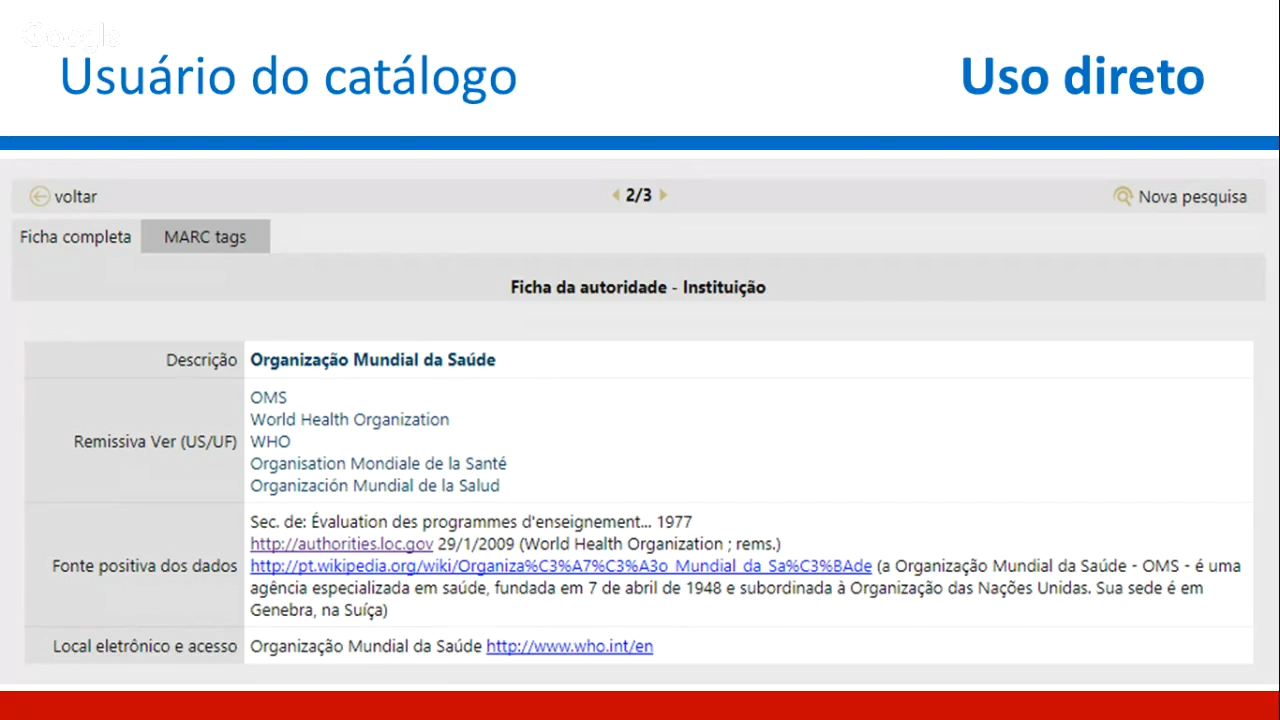 Google
Usuário do catálogo
Uso direto
voltar
2/3
Nova pesquisa
Ficha completa
MARC tags
Ficha da autoridade - Instituição
Descrição
Organização Mundial da Saúde
Remissiva Ver (US/UF)
OMS
World Health Organization
WHO
Organisation Mondiale de la Santé
Organización Mundial de la Salud
Fonte positiva dos dados
Sec. de: Évaluation des programmes d'enseignement... 1977
http://authorities.loc.gov 29/1/2009 (World Health Organization ; rems.)
http://pt.wikipedia.org/wiki/Organiza%C3%A7%C3%A3o_Mundial_da_Sa%C3%BAde (a Organização Mundial da Saúde - OMS - é uma
agência especializada em saúde, fundada em 7 de abril de 1948 e subordinada à Organização das Nações Unidas. Sua sede é em
Genebra, na Suíça)
Local eletrônico e acesso
Organização Mundial da Saúde http://www.who.int/en